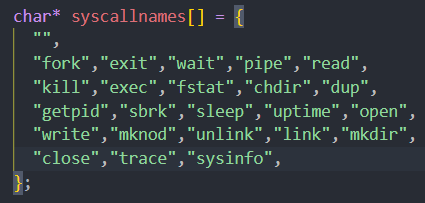 char* syscallnames[] = {
"",
"fork","exit","wait","pipe","read",
"kill","exec","fstat","chdir","dup",
"getpid","sbrk","sleep","uptime","open",
"write","mknod","unlink","link","mkdir",
"close","trace","sysinfo",
};